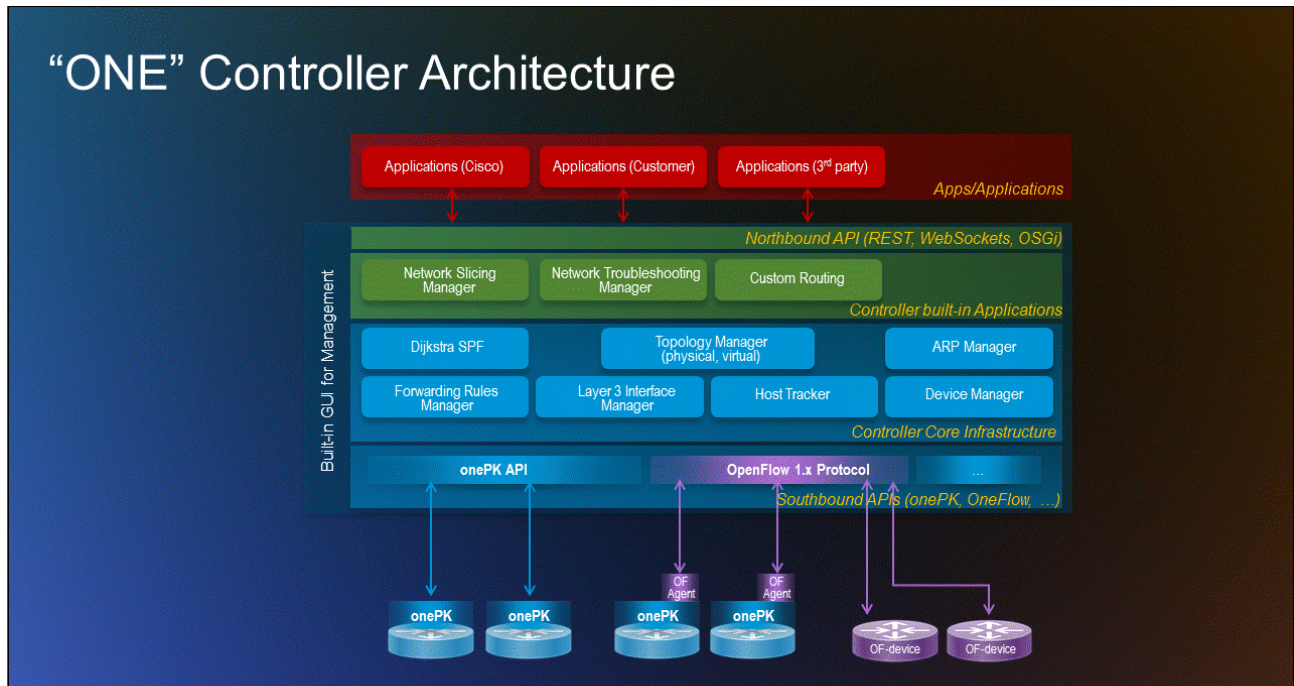 “ONE” Controller Architecture
Applications (Cisco)
Applications (Customer)
Applications (3rd party)
Apps/Applications
Built-in GUI for Management
Northbound API (REST, WebSockets, OSGi)
Network Slicing
Manager
Network Troubleshooting
Manager
Custom Routing
Controller built-in Applications
Dijkstra SPF
Topology Manager
(physical, virtual)
ARP Manager
Forwarding Rules
Manager
Layer 3 Interface
Manager
Host Tracker
Device Manager
Controller Core Infrastructure
onePK API
OpenFlow 1.x Protocol
...
Southbound APIs (onePK, OneFlow, ...)
OF
Agent
OF
Agent
onePK
onePK
onePK
onePK
OF-device
OF-device